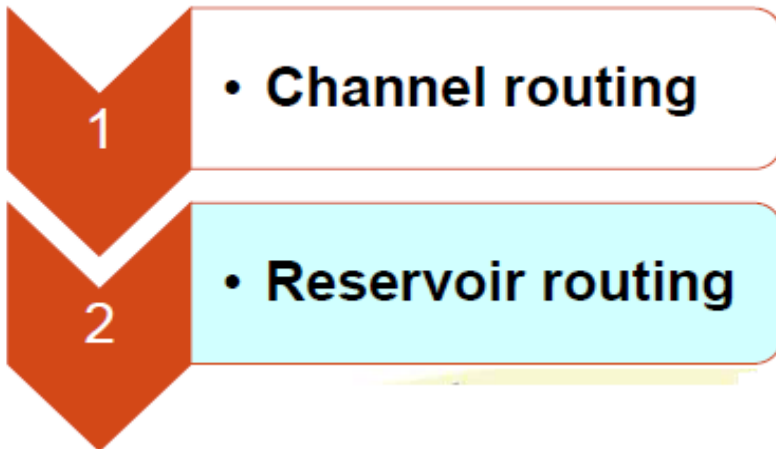 1
• Channel routing
2
• Reservoir routing